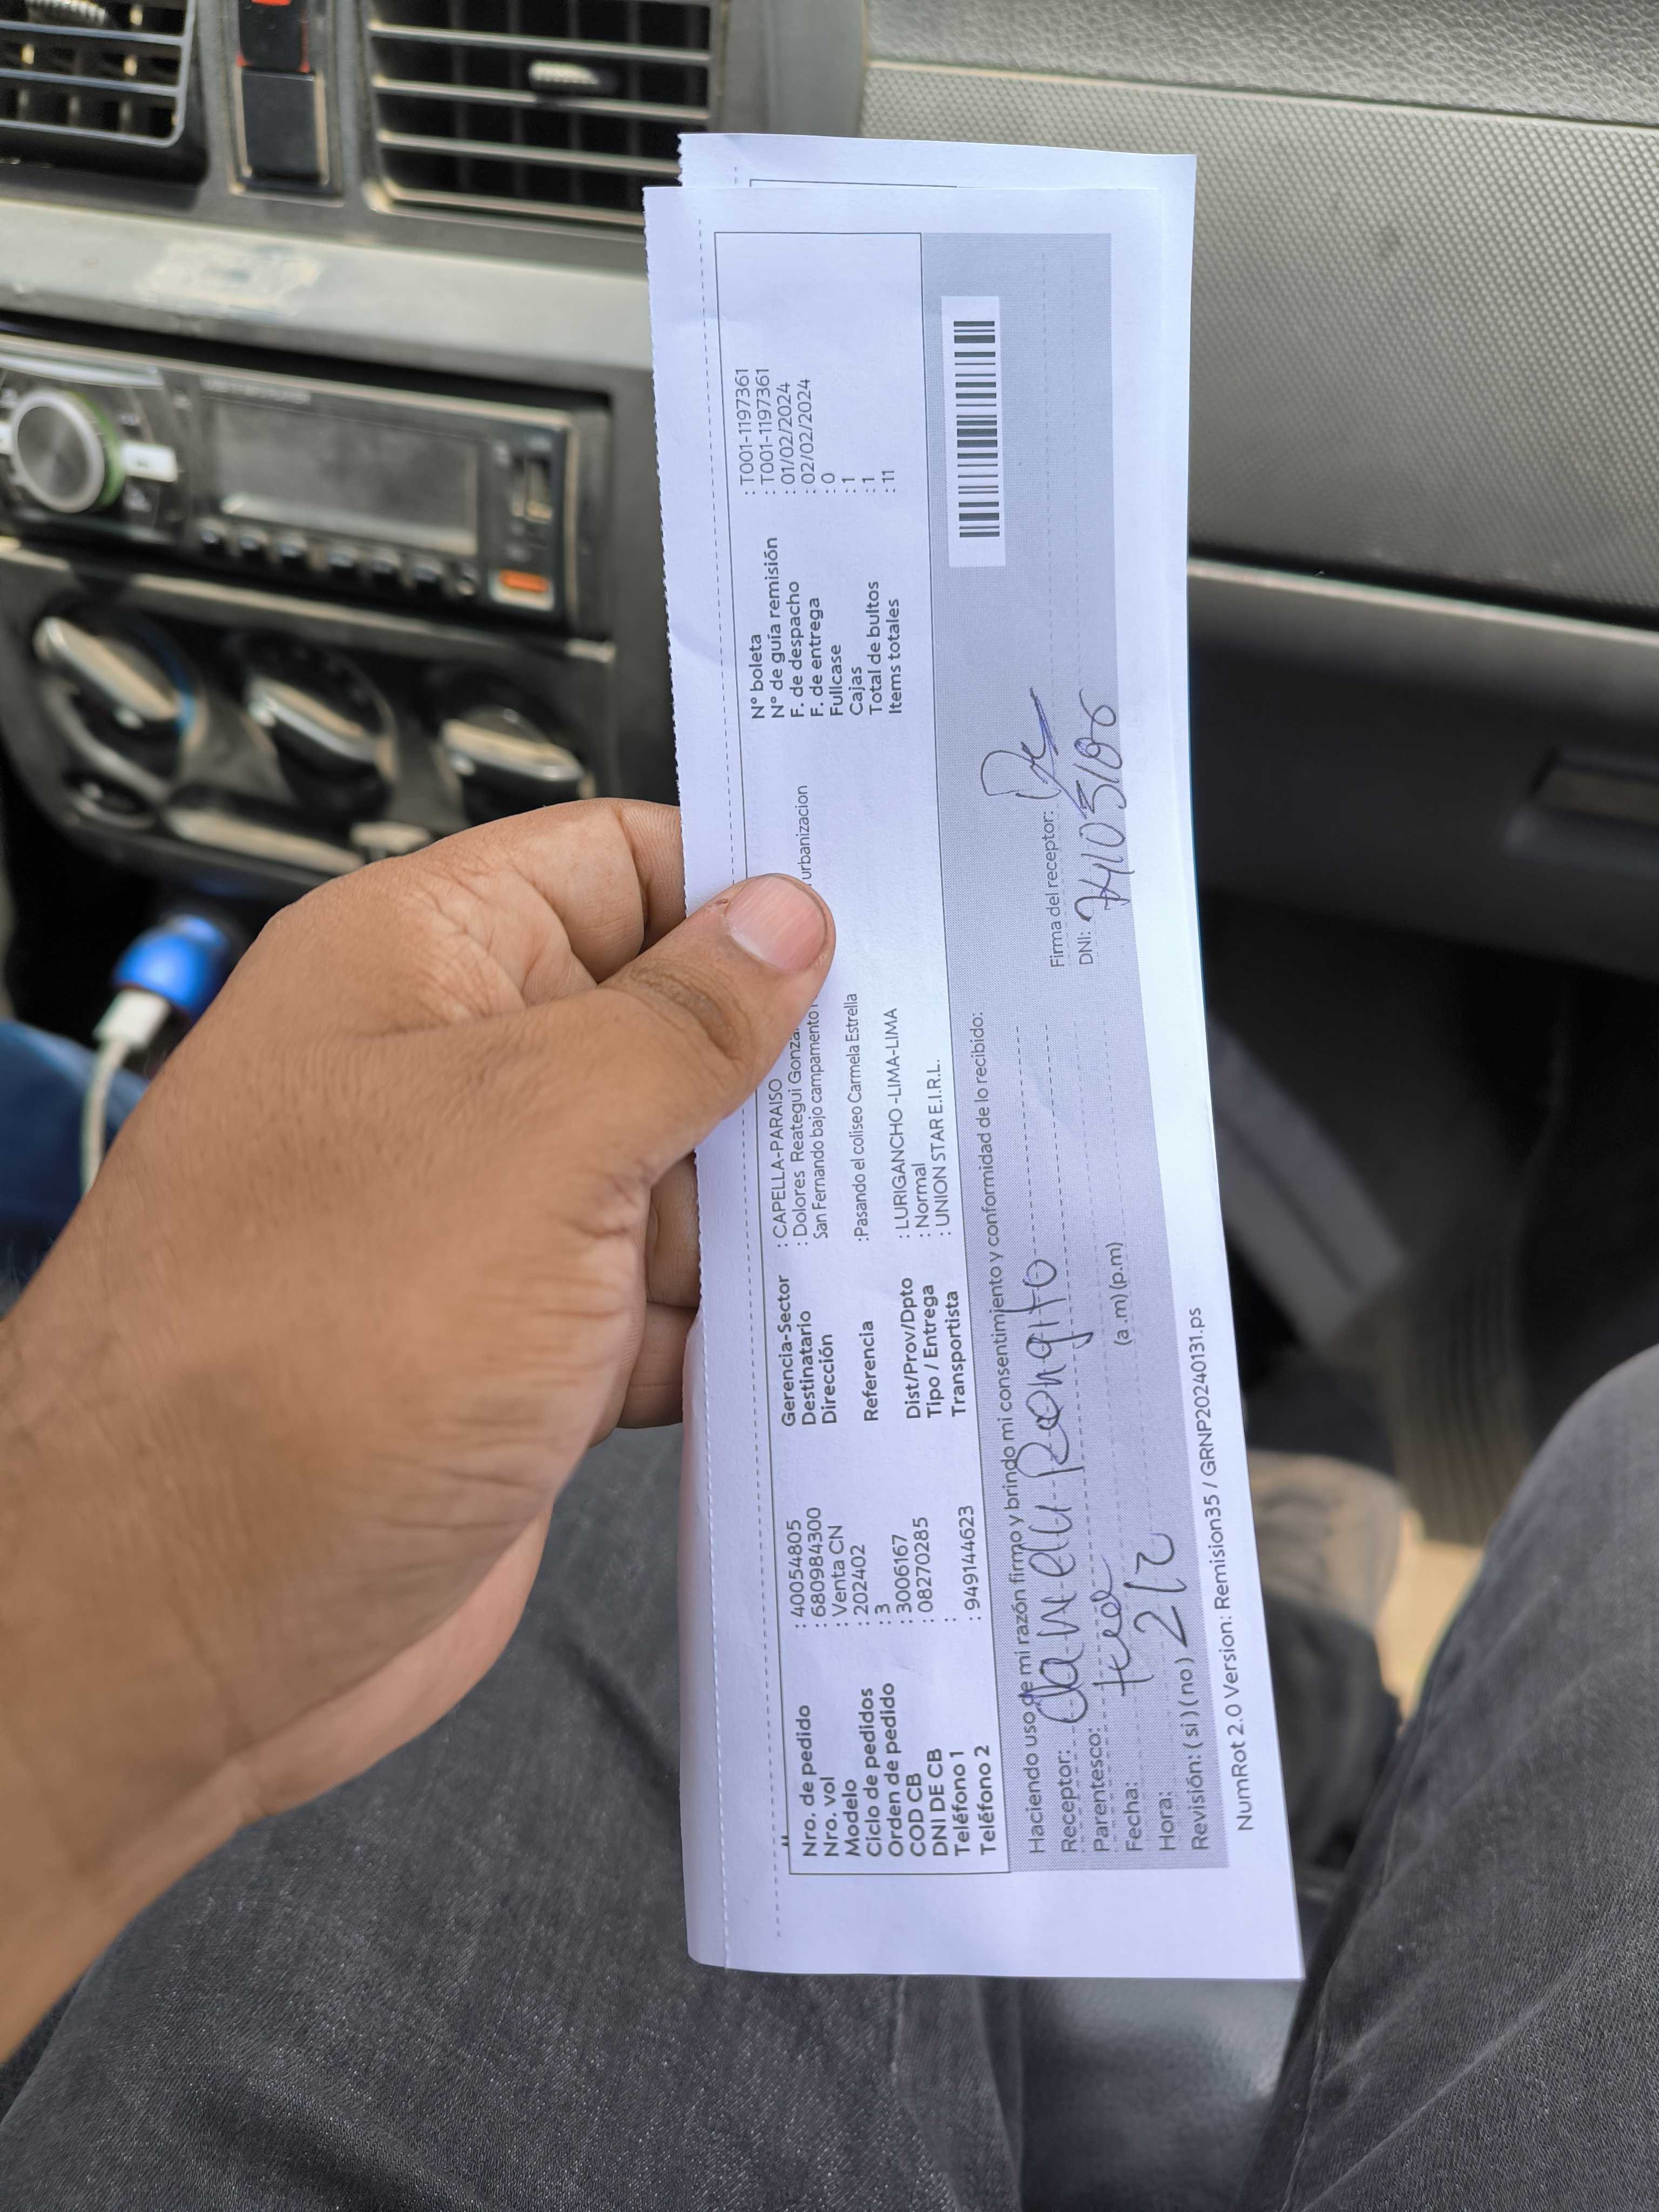 Nro. de pedido : 40054805
Nro. vol : 680984300
Modelo : Venta CN
Ciclo de pedidos : 202402
Orden de pedido : 3
COD CB : 3006167
DNI DE CB : 08270285
Teléfono 1 :
Teléfono 2 : 949144623
Gerencia-Sector : CAPELLA-PARAISO
Destinatario : Dolores Reategui
Dirección San Fernando bajo campamento urbanizacion
Referencia :Pasando el coliseo Carmela Estrella
Dist/Prov/Dpto : LURIGANCHO -LIMA-LIMA
Tipo / Entrega : Normal
Transportista : UNION STAR E.I.R.L.
N° boleta : T001-1197361
N° de guía remisión : T001-1197361
F. de despacho : 01/02/2024
F. de entrega : 02/02/2024
Fullcase : 0
Cajas : 1
Total de bultos : 1
Items totales : 11
Haciendo uso de mi razón firmo y brindo mi consentimiento y conformidad de lo recibido:
Receptor:
Parentesco:
Fecha: 2/2
Hora: (a .m) (p.m)
Revisión: ( si ) ( no )
Firma del receptor:
DNI: 74103186
NumRot 2.0 Version: Remision35 / GRNP20240131.ps